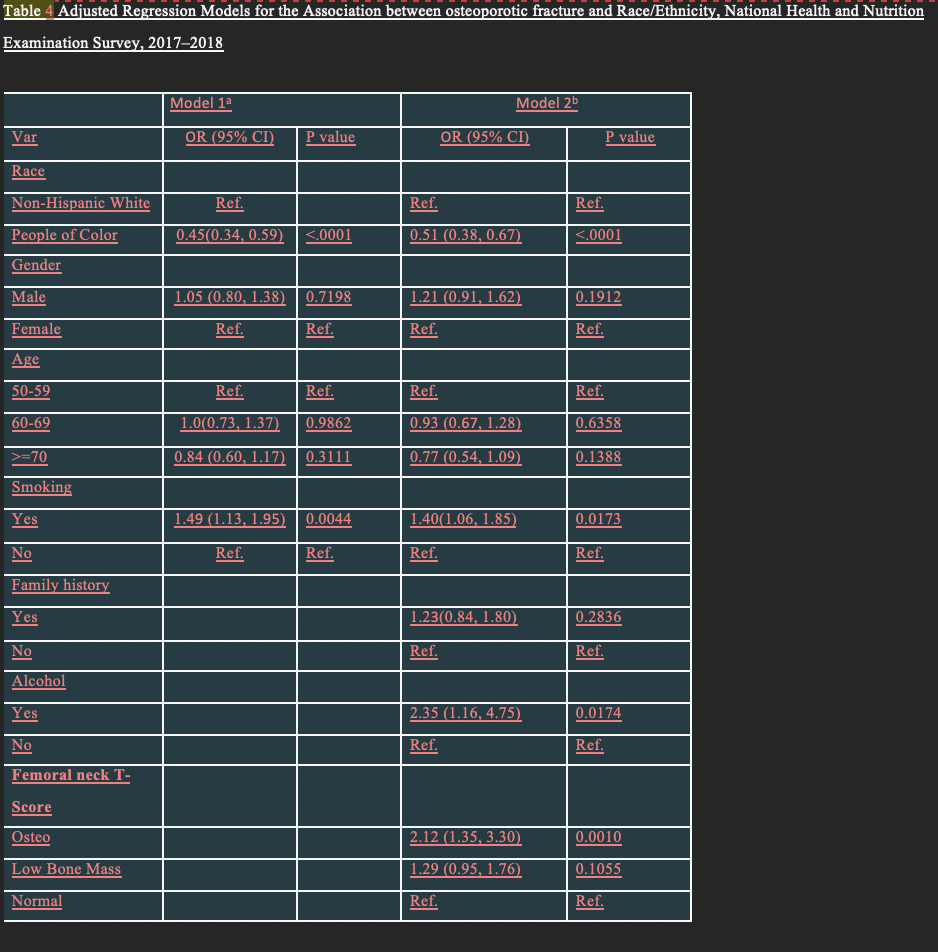 Table 4 Adjusted Regression Models for the Association between osteoporotic fracture and Race/Ethnicity, National Health and Nutrition
Examination Survey, 2017–2018
Model 1ᵃ Model 2ᵇ
Var OR (95% CI) P value OR (95% CI) P value
Race
Non-Hispanic White Ref. Ref. Ref.
People of Color 0.45(0.34, 0.59) <.0001 0.51 (0.38, 0.67) <.0001
Gender
Male 1.05 (0.80, 1.38) 0.7198 1.21 (0.91, 1.62) 0.1912
Female Ref. Ref. Ref. Ref.
Age
50-59 Ref. Ref. Ref. Ref.
60-69 1.0(0.73, 1.37) 0.9862 0.93 (0.67, 1.28) 0.6358
>=70 0.84 (0.60, 1.17) 0.3111 0.77 (0.54, 1.09) 0.1388
Smoking
Yes 1.49 (1.13, 1.95) 0.0044 1.40(1.06, 1.85) 0.0173
No Ref. Ref. Ref. Ref.
Family history
Yes 1.23(0.84, 1.80) 0.2836
No Ref. Ref.
Alcohol
Yes 2.35 (1.16, 4.75) 0.0174
No Ref. Ref.
Femoral neck T-
Score
Osteo 2.12 (1.35, 3.30) 0.0010
Low Bone Mass 1.29 (0.95, 1.76) 0.1055
Normal Ref. Ref.